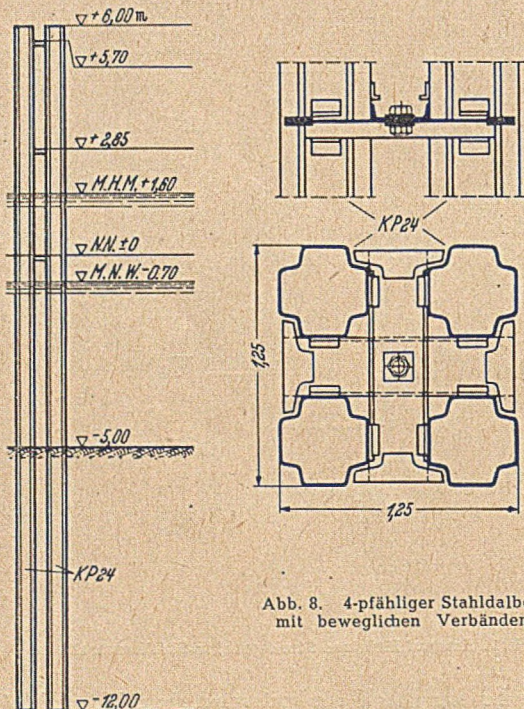 +6,00 m
+5,70
+2,85
M.H.M. +1,60
N.N. ±0
M.N.W. -0.70
-5,00
KP24
-12,00
KP24
1,25
1,25
Abb. 8. 4-pfähliger Stahldalbe
mit beweglichen Verbänden